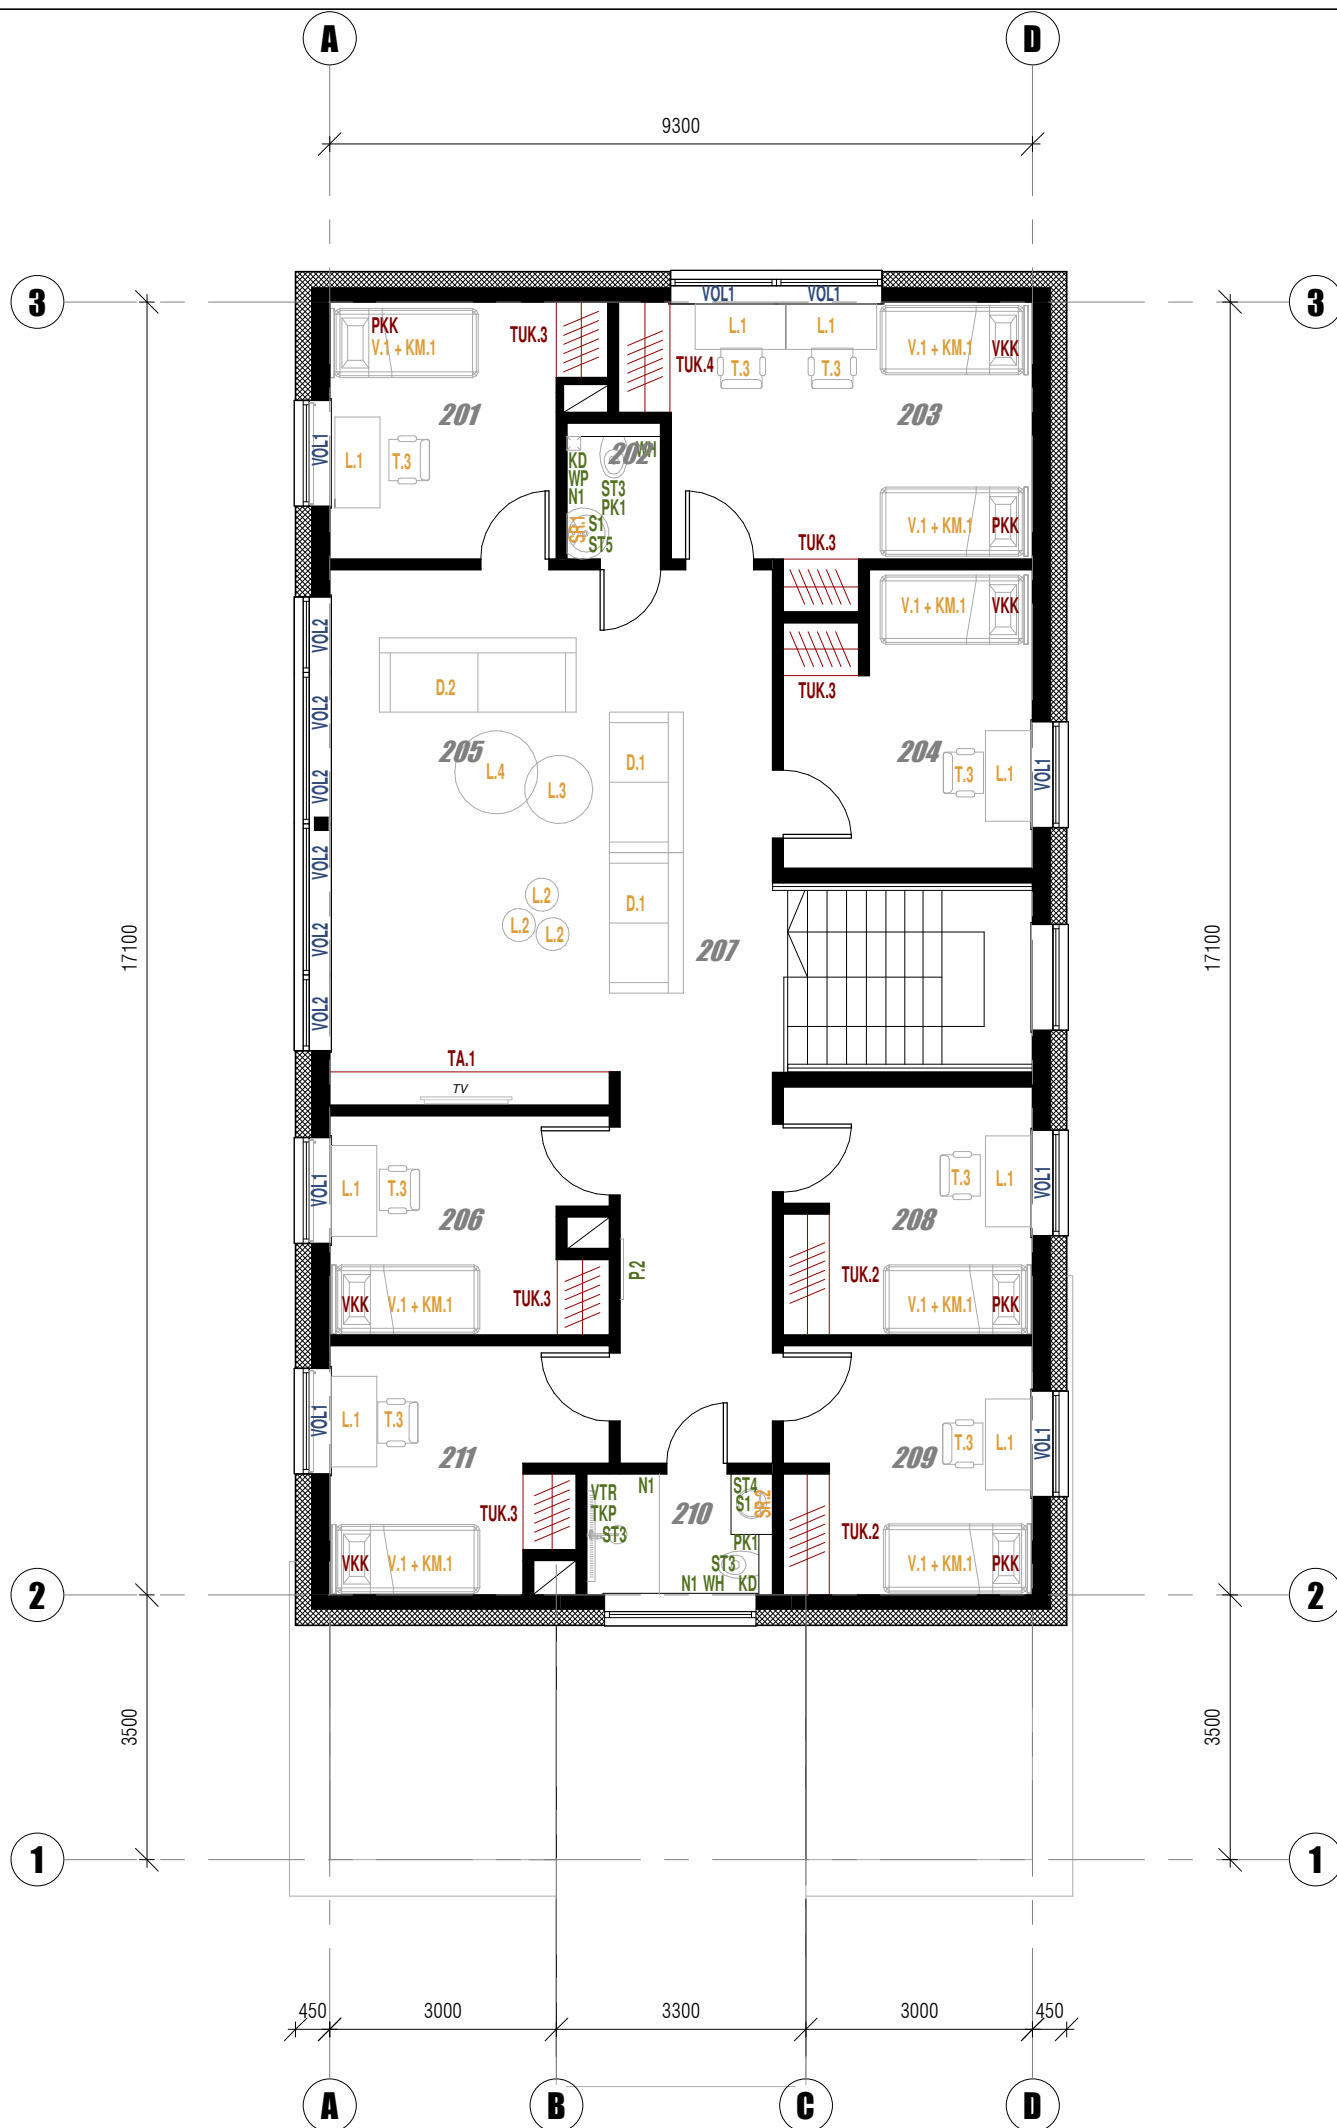 A D
9300
3 3
VOL1 VOL1
PKK
V.1 + KM.1
TUK.3
TUK.4
L.1 L.1
T.3 T.3
V.1 + KM.1
VKK
201
203
VOL1
L.1
T.3
202
WH
KD
WP
N1
ST3
PK1
SR.1
S1
ST5
V.1 + KM.1
PKK
TUK.3
V.1 + KM.1
VKK
VOL2
D.2
TUK.3
VOL2
205
L.4
L.3
D.1
204
T.3
L.1
VOL1
VOL2
VOL2
L.2
L.2
L.2
D.1
VOL2
207
17100
17100
VOL2
TA.1
TV
VOL1
L.1
T.3
206
T.3
L.1
VOL1
208
P.2
VKK
V.1 + KM.1
TUK.3
TUK.2
V.1 + KM.1
PKK
VOL1
L.1
T.3
211
T.3
L.1
VOL1
209
N1
VTR
TKP
ST3
210
ST4
S1
SR.2
TUK.3
TUK.2
PK1
ST3
N1 WH KD
VKK
V.1 + KM.1
V.1 + KM.1
PKK
2 2
3500
3500
1 1
450 3000 3300 3000 450
A B C D